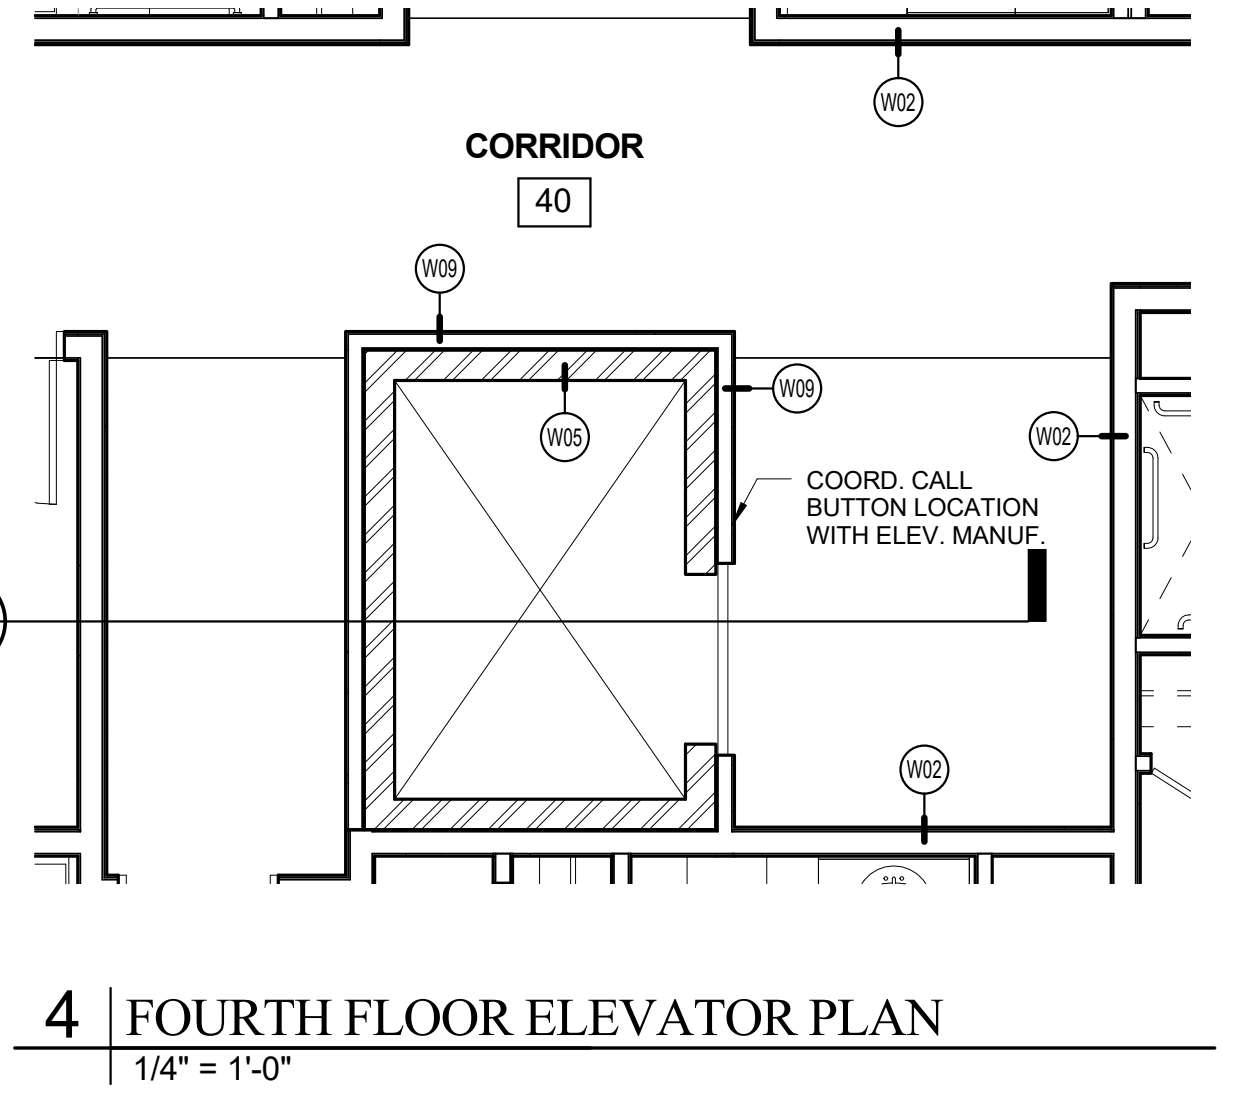 W02
CORRIDOR
40
W09
W09
W05
W02
COORD. CALL
BUTTON LOCATION
WITH ELEV. MANUF.
W02
4 FOURTH FLOOR ELEVATOR PLAN
1/4" = 1'-0"